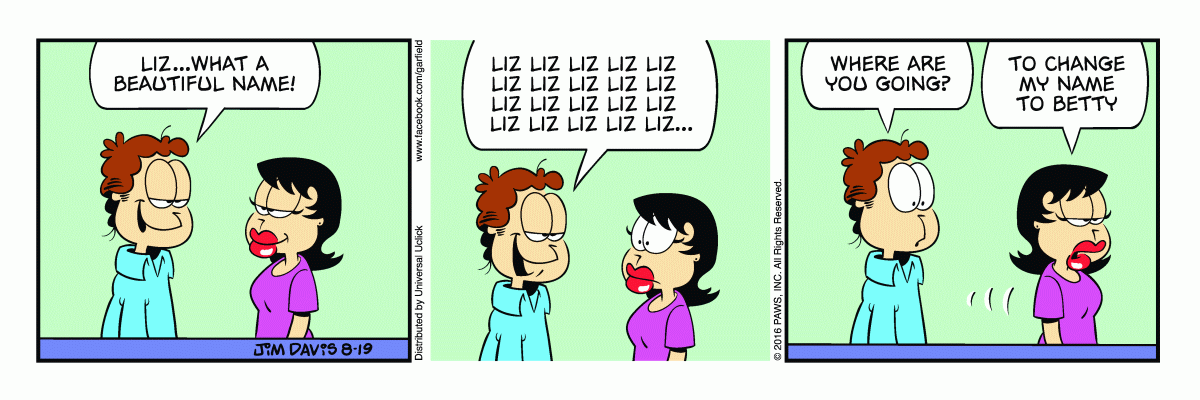 LIZ...WHAT A
BEAUTIFUL NAME!
JIM DAVIS 8-19
www.facebook.com/garfield
Distributed by Universal Uclick
LIZ LIZ LIZ LIZ LIZ
LIZ LIZ LIZ LIZ LIZ
LIZ LIZ LIZ LIZ LIZ
LIZ LIZ LIZ LIZ LIZ...
© 2016 PAWS, INC. All Rights Reserved.
WHERE ARE
YOU GOING?
TO CHANGE
MY NAME
TO BETTY